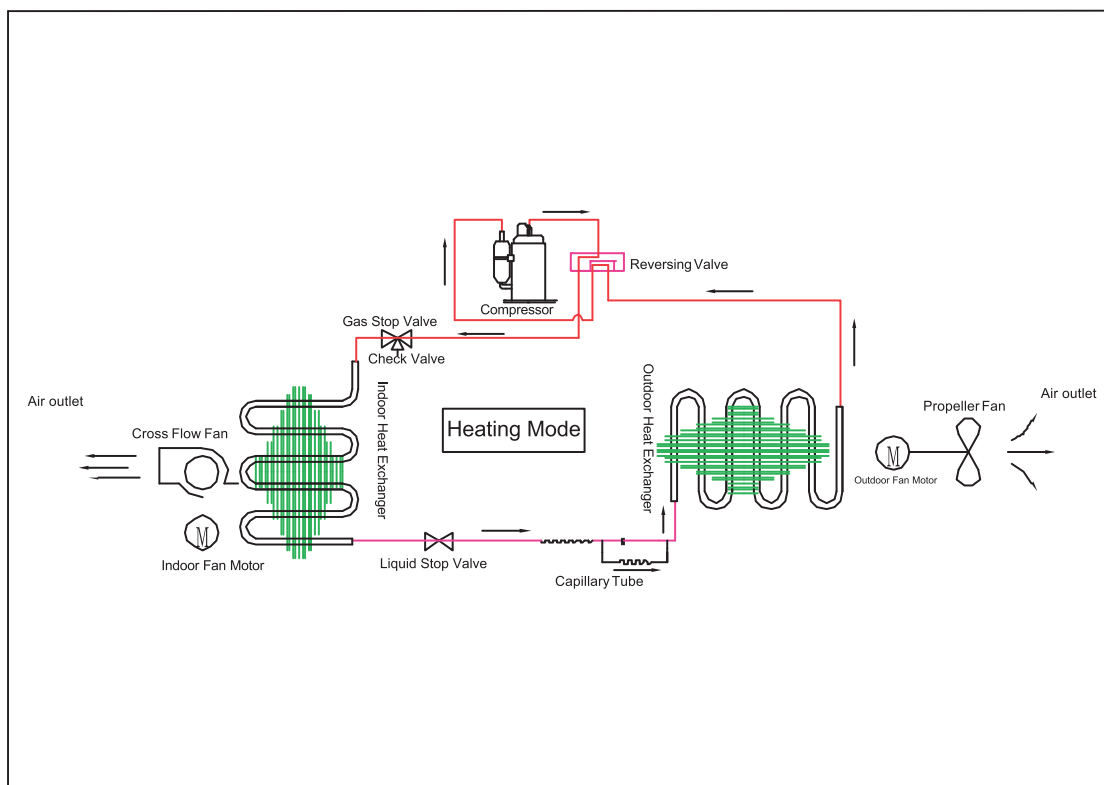 Reversing Valve
Compressor
Gas Stop Valve
Check Valve
Air outlet
Cross Flow Fan
Indoor Heat Exchanger
Heating Mode
Outdoor Heat Exchanger
Propeller Fan
Air outlet
M
Outdoor Fan Motor
M
Indoor Fan Motor
Liquid Stop Valve
Capillary Tube